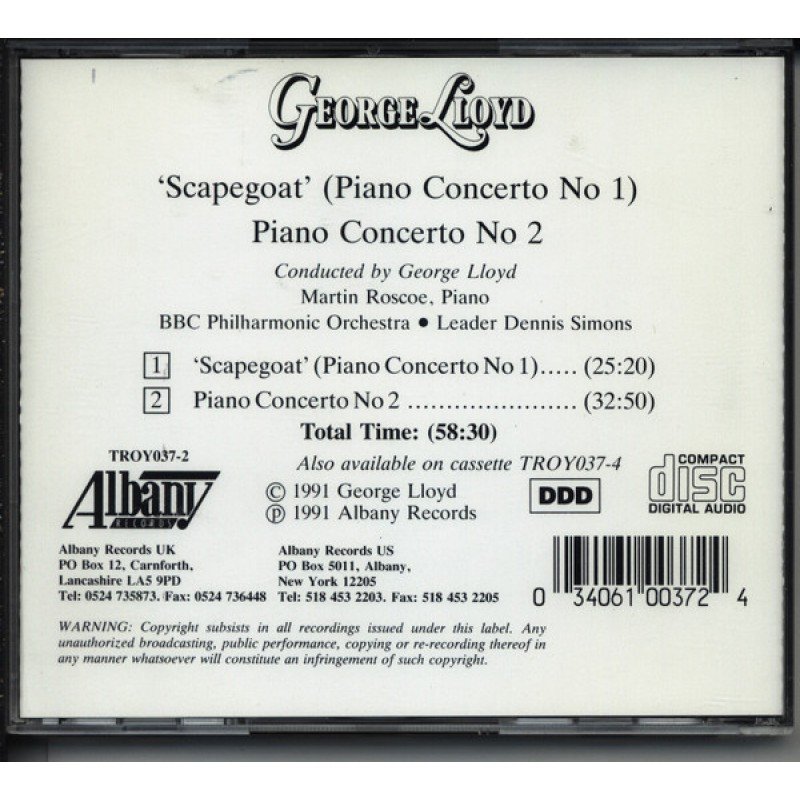 George Lloyd
‘Scapegoat’ (Piano Concerto No 1)
Piano Concerto No 2
Conducted by George Lloyd
Martin Roscoe, Piano
BBC Philharmonic Orchestra • Leader Dennis Simons
1 ‘Scapegoat’ (Piano Concerto No 1)..... (25:20)
2 Piano Concerto No 2 ........................ (32:50)
Total Time: (58:30)
TROY037-2
Albany
RECORDS
Also available on cassette TROY037-4
© 1991 George Lloyd
℗ 1991 Albany Records
DDD
COMPACT
disc
DIGITAL AUDIO
Albany Records UK
PO Box 12, Carnforth,
Lancashire LA5 9PD
Tel: 0524 735873. Fax: 0524 736448
Albany Records US
PO Box 5011, Albany,
New York 12205
Tel: 518 453 2203. Fax: 518 453 2205
0 34061 00372 4
WARNING: Copyright subsists in all recordings issued under this label. Any
unauthorized broadcasting, public performance, copying or re-recording thereof in
any manner whatsoever will constitute an infringement of such copyright.